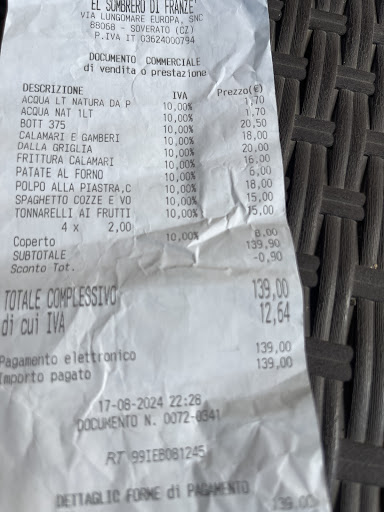 EL SOMBRERO DI FRANZE'
VIA LUNGOMARE EUROPA, SNC
88068 - SOVERATO (CZ)
P.IVA IT 03624000794
DOCUMENTO COMMERCIALE
di vendita o prestazione
DESCRIZIONE IVA Prezzo(€)
ACQUA LT NATURA DA P 10,00% 1,70
ACQUA NAT 1LT 10,00% 1,70
BOTT 375 10,00% 20,50
CALAMARI E GAMBERI 10,00% 18,00
DALLA GRIGLIA 10,00% 20,00
FRITTURA CALAMARI 10,00% 16,00
PATATE AL FORNO 10,00% 6,00
POLPO ALLA PIASTRA,C 10,00% 18,00
SPAGHETTO COZZE E VO 10,00% 15,00
TONNARELLI AI FRUTTI 10,00% 15,00
4 x 2,00
Coperto 10,00% 8,00
SUBTOTALE 139,90
Sconto Tot. -0,90
TOTALE COMPLESSIVO 139,00
di cui IVA 12,64
Pagamento elettronico 139,00
Importo pagato 139,00
17-08-2024 22:28
DOCUMENTO N. 0072-0341
RT 99IEB081245
DETTAGLIO FORME di PAGAMENTO
139,00